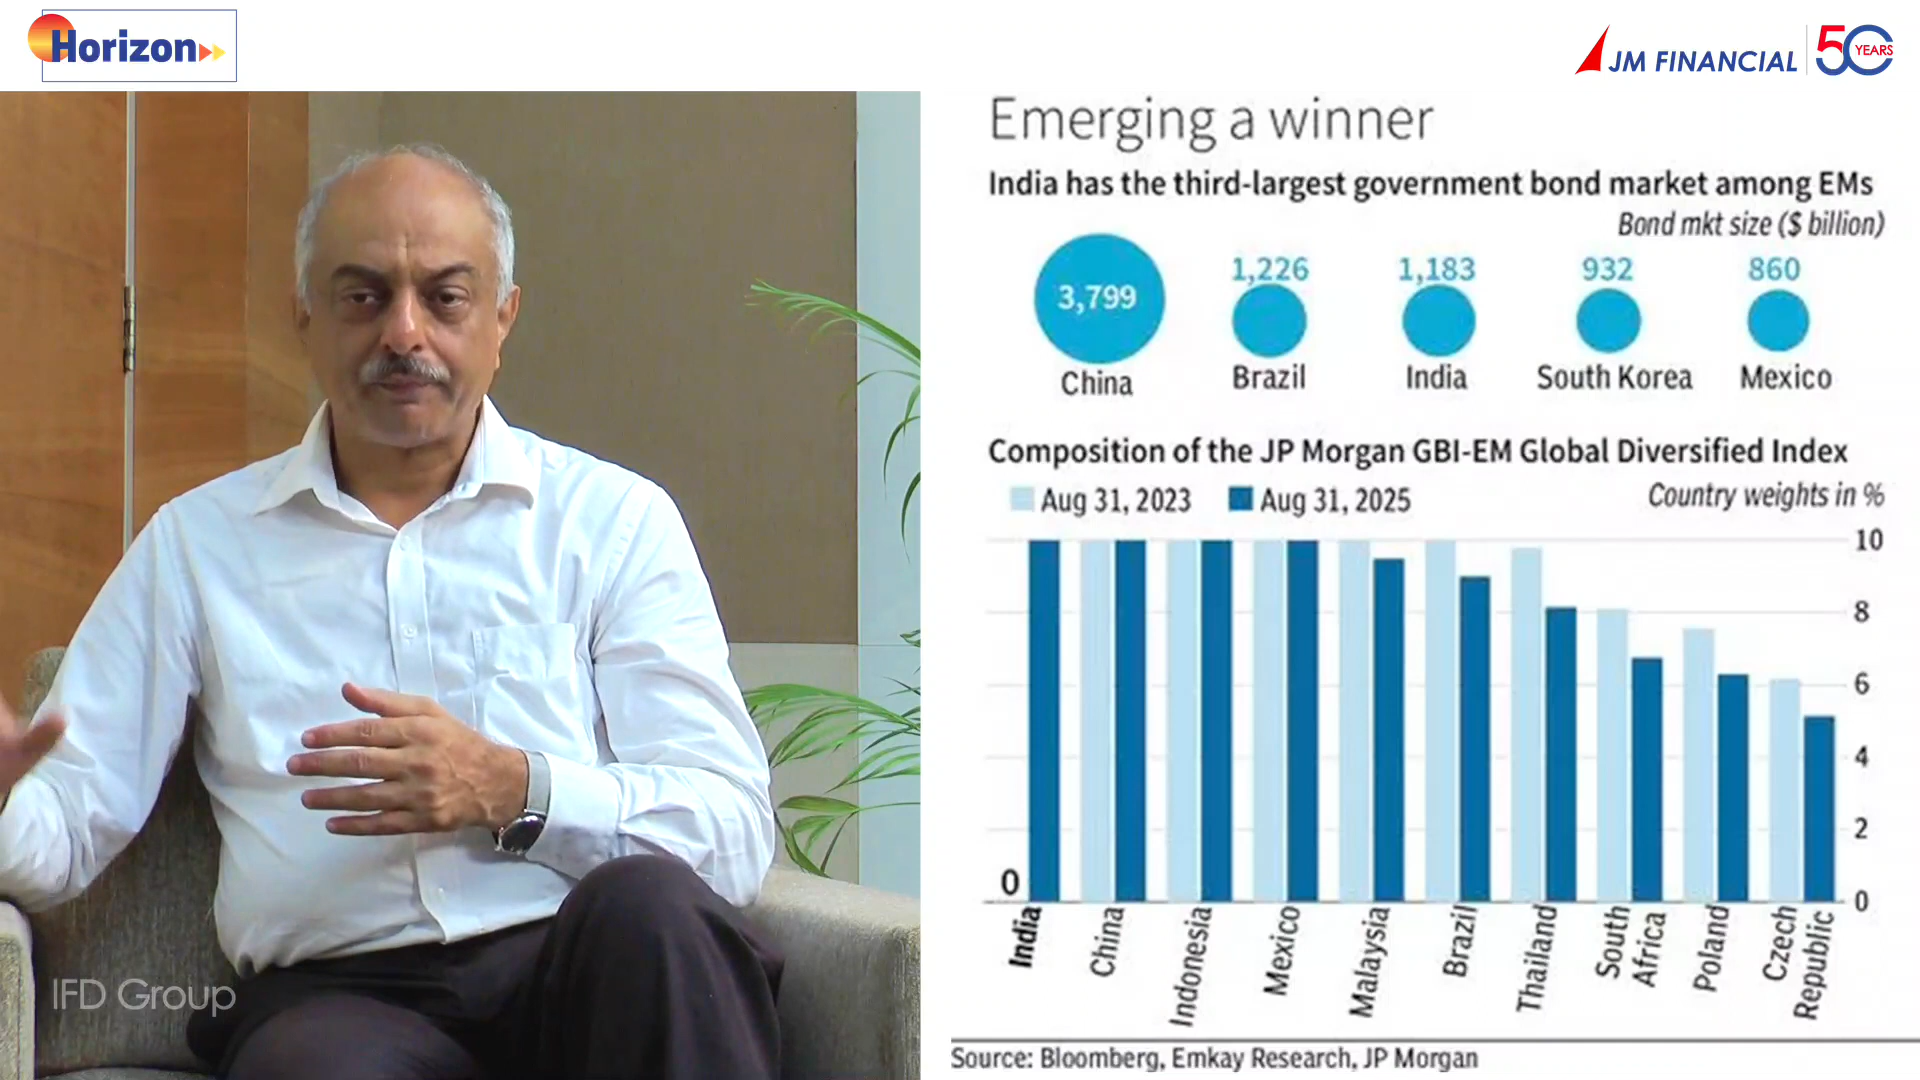 Horizon
JM FINANCIAL
50 YEARS
Emerging a winner
India has the third-largest government bond market among EMs
Bond mkt size ($ billion)
3,799
1,226
1,183
932
860
China
Brazil
India
South Korea
Mexico
Composition of the JP Morgan GBI-EM Global Diversified Index
Aug 31, 2023
Aug 31, 2025
Country weights in %
10
8
6
4
2
0
0
India
China
Indonesia
Mexico
Malaysia
Brazil
Thailand
South
Africa
Poland
Czech
Republic
IFD Group
Source: Bloomberg, Emkay Research, JP Morgan